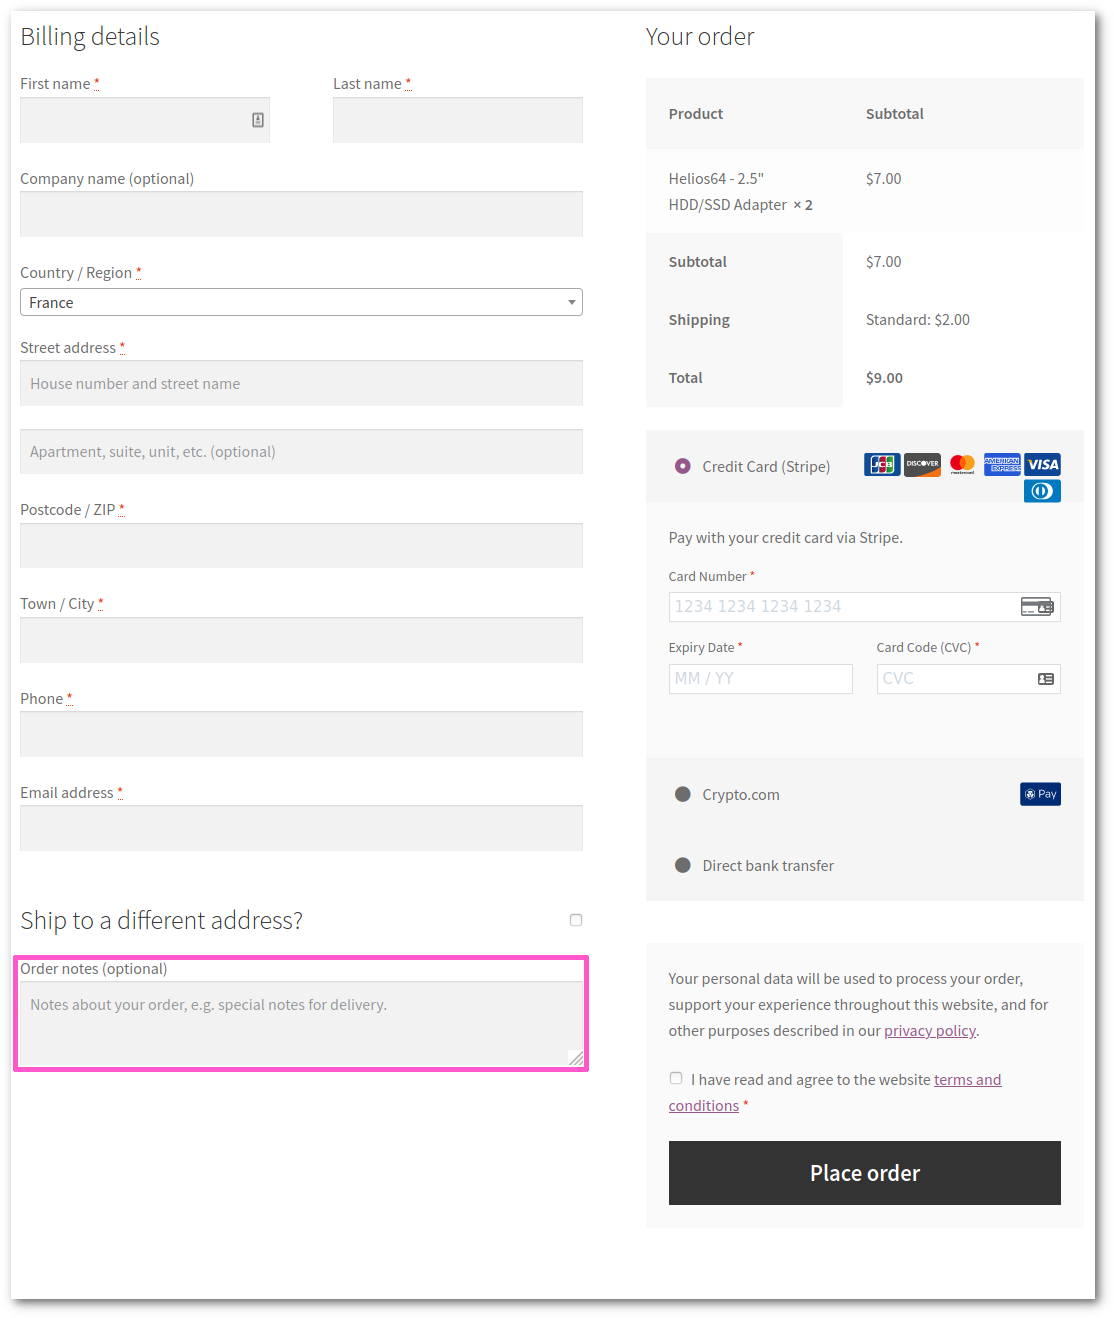 Billing details
First name *
Last name *
Company name (optional)
Country / Region *
France
Street address *
House number and street name
Apartment, suite, unit, etc. (optional)
Postcode / ZIP *
Town / City *
Phone *
Email address *
Ship to a different address?
Order notes (optional)
Notes about your order, e.g. special notes for delivery.
Your order
Product Subtotal
Helios64 - 2.5" $7.00
HDD/SSD Adapter × 2
Subtotal $7.00
Shipping Standard: $2.00
Total $9.00
Credit Card (Stripe) JCB DISCOVER mastercard AMERICAN EXPRESS VISA
Pay with your credit card via Stripe.
Card Number *
1234 1234 1234 1234
Expiry Date * Card Code (CVC) *
MM / YY CVC
Crypto.com Pay
Direct bank transfer
Your personal data will be used to process your order,
support your experience throughout this website, and for
other purposes described in our privacy policy.
I have read and agree to the website terms and
conditions *
Place order